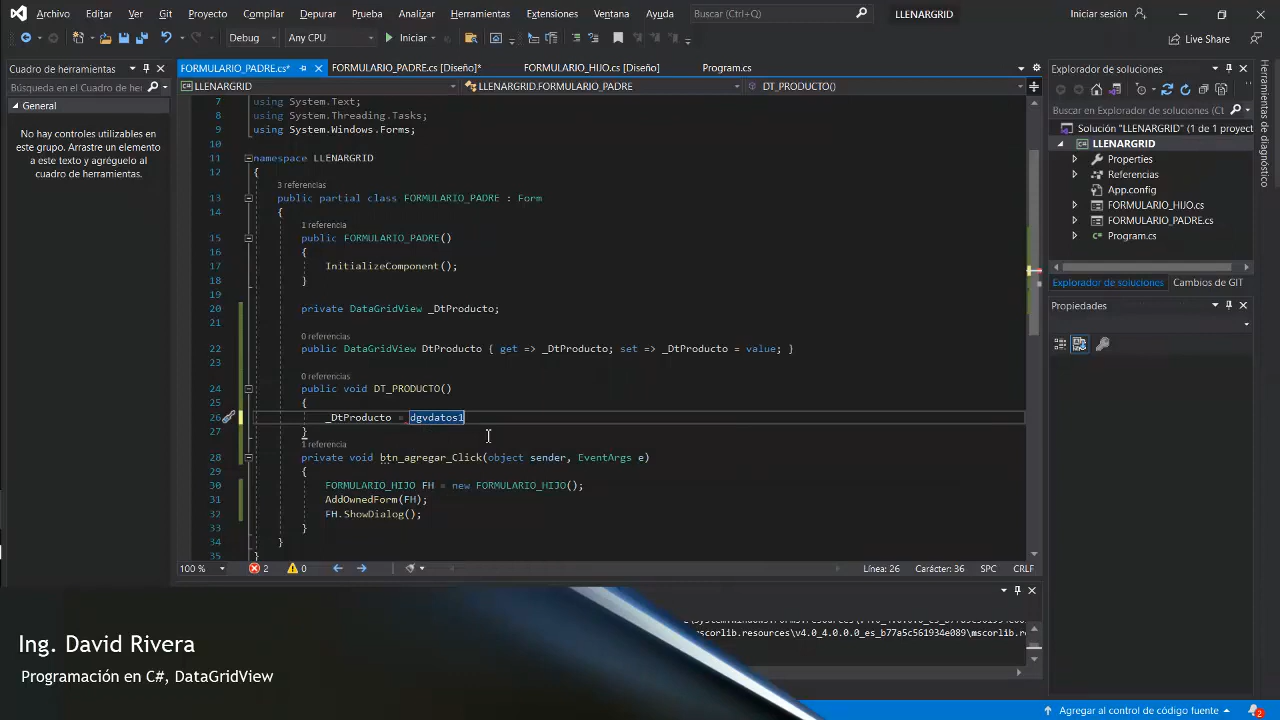 Archivo Editar Ver Git Proyecto Compilar Depurar Prueba Analizar Herramientas Extensiones Ventana Ayuda Buscar (Ctrl+Q) LLENARGRID Iniciar sesión
Debug Any CPU Iniciar Live Share
Cuadro de herramientas
Búsqueda en el Cuadro de her
General
No hay controles utilizables en
este grupo. Arrastre un elemento
a este texto y agréguelo al
cuadro de herramientas.
FORMULARIO_PADRE.cs* FORMULARIO_PADRE.cs [Diseño]* FORMULARIO_HIJO.cs [Diseño] Program.cs
LLENARGRID LLENARGRID.FORMULARIO_PADRE DT_PRODUCTO()
7 using System.Text;
8 using System.Threading.Tasks;
9 using System.Windows.Forms;
10
11 namespace LLENARGRID
12 {
3 referencias
13 public partial class FORMULARIO_PADRE : Form
14 {
1 referencia
15 public FORMULARIO_PADRE()
16 {
17 InitializeComponent();
18 }
19
20 private DataGridView _DtProducto;
21
0 referencias
22 public DataGridView DtProducto { get => _DtProducto; set => _DtProducto = value; }
23
0 referencias
24 public void DT_PRODUCTO()
25 {
26 _DtProducto = dgvdatos1
27 }
1 referencia
28 private void btn_agregar_Click(object sender, EventArgs e)
29 {
30 FORMULARIO_HIJO FH = new FORMULARIO_HIJO();
31 AddOwnedForm(FH);
32 FH.ShowDialog();
33 }
34 }
35 }
100 % 2 0 Línea: 26 Carácter: 36 SPC CRLF
Explorador de soluciones
Buscar en Explorador de soluciones
Solución "LLENARGRID" (1 de 1 proyect
LLENARGRID
Properties
Referencias
App.config
FORMULARIO_HIJO.cs
FORMULARIO_PADRE.cs
Program.cs
Explorador de soluciones Cambios de GIT
Propiedades
Herramientas de diagnóstico
mscorlib.resources\v4.0_4.0.0.0_es_b77a5c561934e089\mscorlib.re
Ing. David Rivera
Programación en C#, DataGridView
Agregar al control de código fuente 2